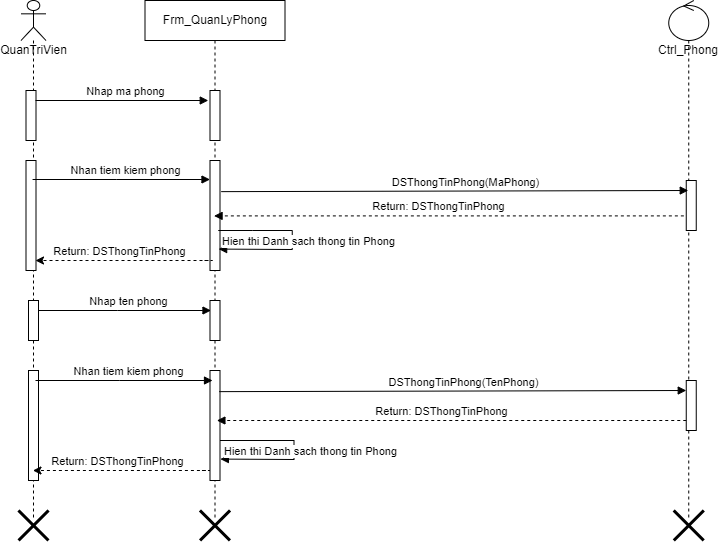 Frm_QuanLyPhong
QuanTriVien
Ctrl_Phong
Nhap ma phong
Nhan tiem kiem phong
DSThongTinPhong(MaPhong)
Return: DSThongTinPhong
Hien thi Danh sach thong tin Phong
Return: DSThongTinPhong
Nhap ten phong
Nhan tiem kiem phong
DSThongTinPhong(TenPhong)
Return: DSThongTinPhong
Hien thi Danh sach thong tin Phong
Return: DSThongTinPhong